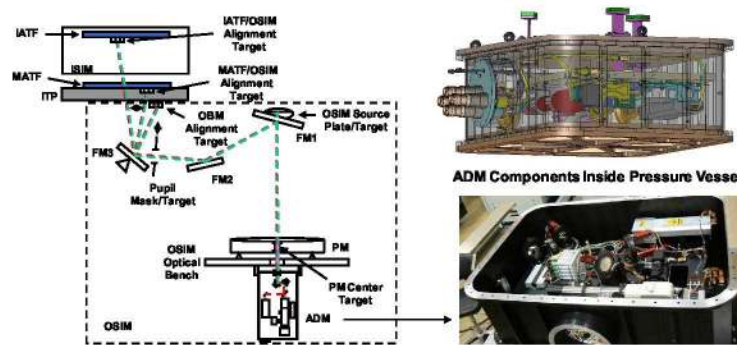 IATF
ISIM
MATF
ITP
IATF/OSIM
Alignment
Target
MATF/OSIM
Alignment
Target
OBM
Alignment
Target
OSIM Source
Plate/Target
FM1
FM3
FM2
Pupil
Mask/Target
OSIM
Optical
Bench
PM
PM Center
Target
ADM
OSIM
ADM Components Inside Pressure Vesse